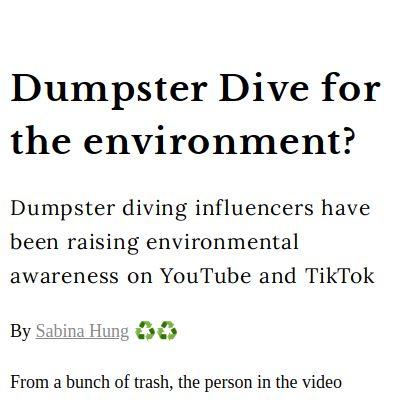 Dumpster Dive for
the environment?
Dumpster diving influencers have
been raising environmental
awareness on YouTube and TikTok
By Sabina Hung ♻️♻️
From a bunch of trash, the person in the video